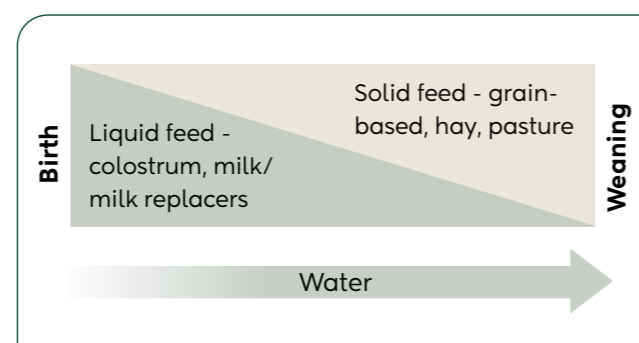 Birth
Liquid feed -
colostrum, milk/
milk replacers
Solid feed - grain-
based, hay, pasture
Weaning
Water